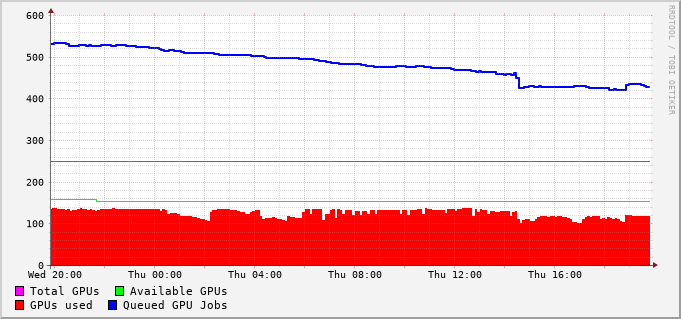 600
500
400
300
200
100
0
Wed 20:00 Thu 00:00 Thu 04:00 Thu 08:00 Thu 12:00 Thu 16:00
Total GPUs Available GPUs
GPUs used Queued GPU Jobs
RRDTOOL / TOBI OETIKER